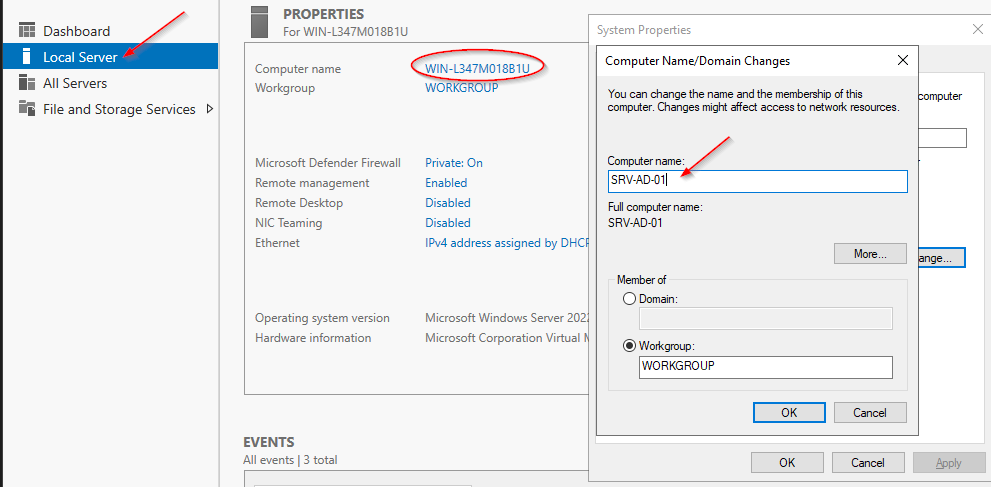 Dashboard
Local Server
All Servers
File and Storage Services
PROPERTIES
For WIN-L347M018B1U
Computer name WIN-L347M018B1U
Workgroup WORKGROUP
Microsoft Defender Firewall Private: On
Remote management Enabled
Remote Desktop Disabled
NIC Teaming Disabled
Ethernet IPv4 address assigned by DHCP
Operating system version Microsoft Windows Server 2022
Hardware information Microsoft Corporation Virtual M
EVENTS
All events | 3 total
System Properties
computer
ange...
OK Cancel Apply
Computer Name/Domain Changes
You can change the name and the membership of this
computer. Changes might affect access to network resources.
Computer name:
SRV-AD-01
Full computer name:
SRV-AD-01
More...
Member of
Domain:
Workgroup:
WORKGROUP
OK Cancel